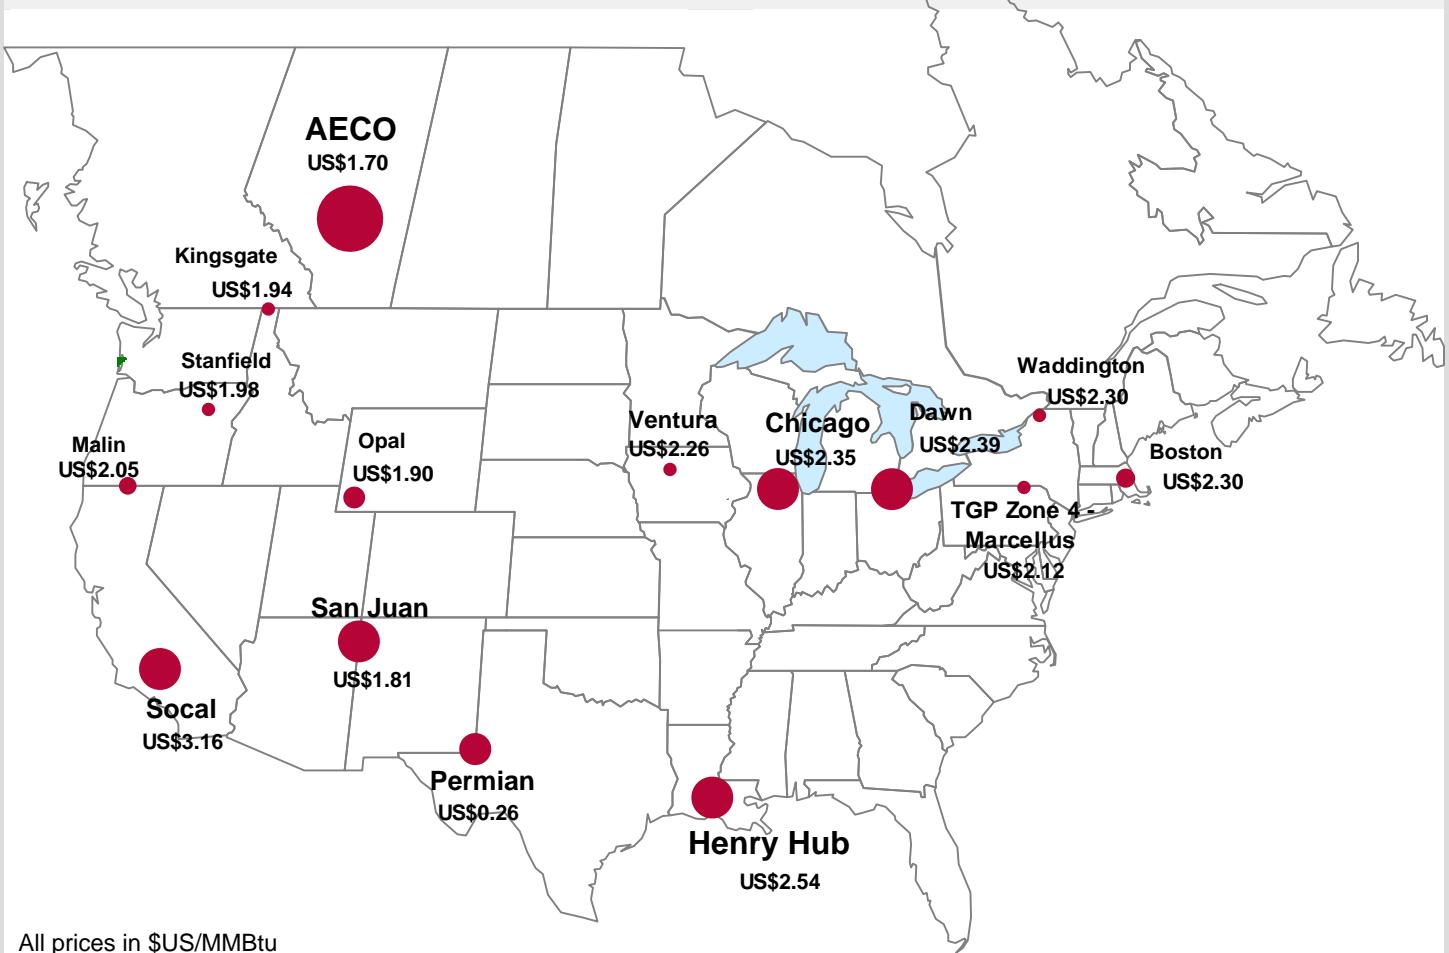 AECO
US$1.70
Kingsgate
US$1.94
Stanfield
US$1.98
Malin
US$2.05
Opal
US$1.90
Ventura
US$2.26
Chicago
US$2.35
Dawn
US$2.39
Waddington
US$2.30
Boston
US$2.30
TGP Zone 4 -
Marcellus
US$2.12
San Juan
US$1.81
Socal
US$3.16
Permian
US$0.26
Henry Hub
US$2.54
All prices in $US/MMBtu